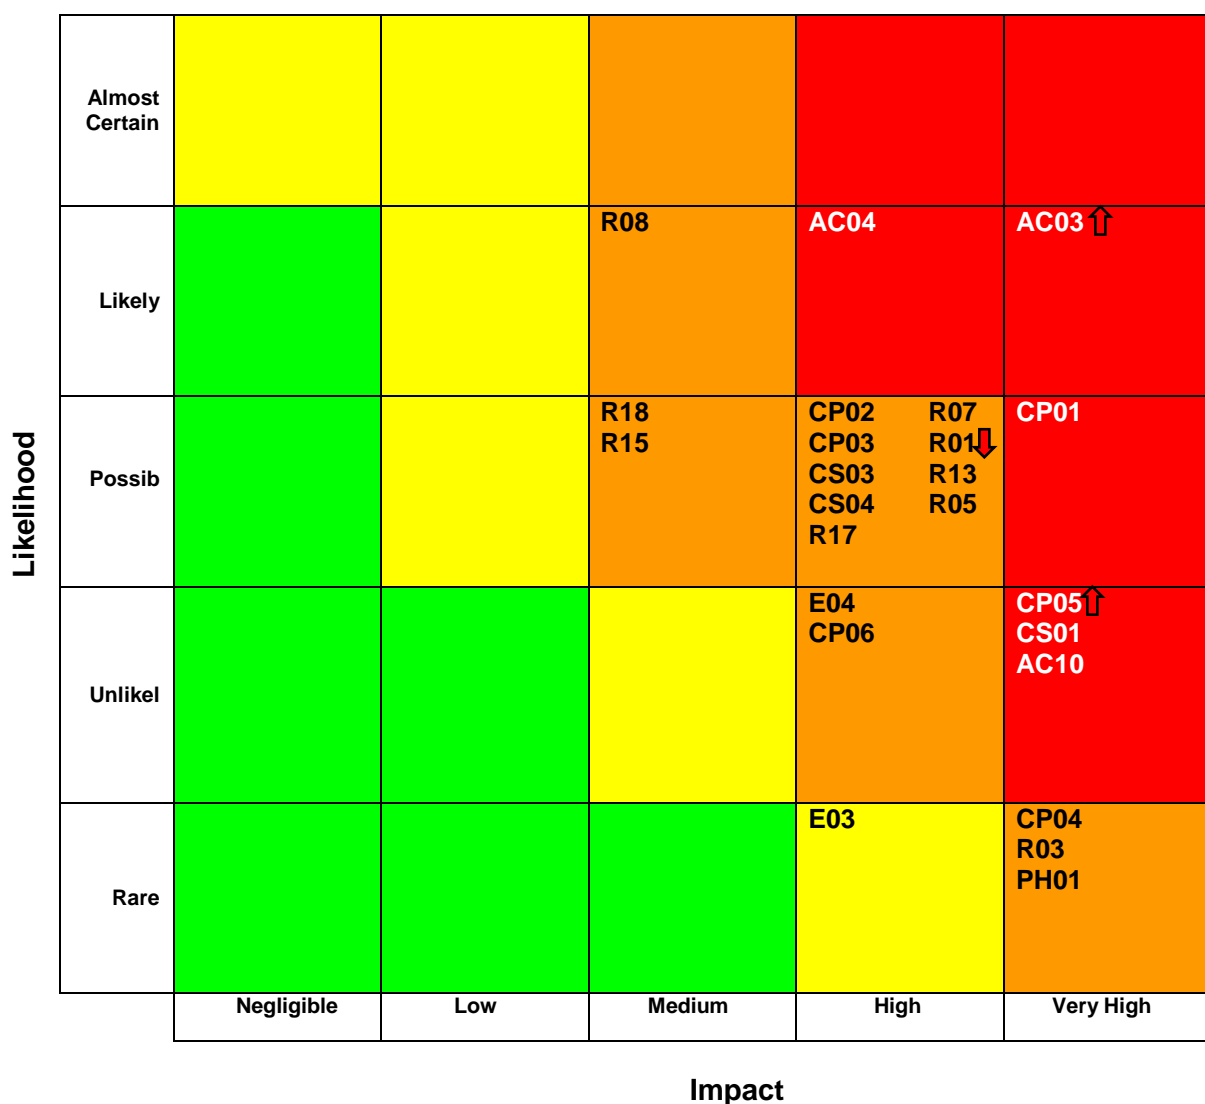 Almost
Certain
Likelihood
Likely
R08
AC04
AC03
Possib
R18
R15
CP02 R07
CP03 R01
CS03 R13
CS04 R05
R17
CP01
Unlikel
E04
CP06
CP05
CS01
AC10
Rare
E03
CP04
R03
PH01
Negligible Low Medium High Very High
Impact